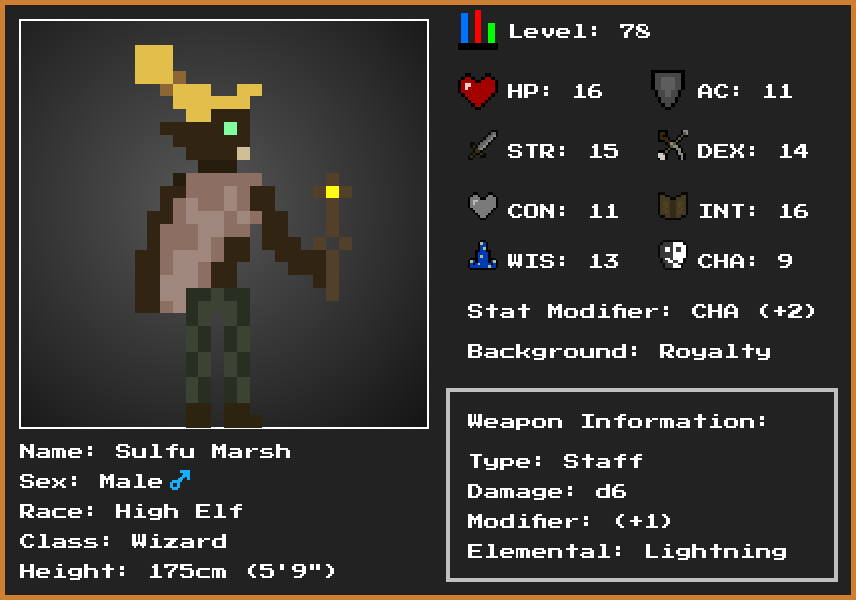 Level: 78
HP: 16 AC: 11
STR: 15 DEX: 14
CON: 11 INT: 16
WIS: 13 CHA: 9
Stat Modifier: CHA (+2)
Background: Royalty
Weapon Information:
Type: Staff
Damage: d6
Modifier: (+1)
Elemental: Lightning
Name: Sulfu Marsh
Sex: Male♂
Race: High Elf
Class: Wizard
Height: 175cm (5'9")